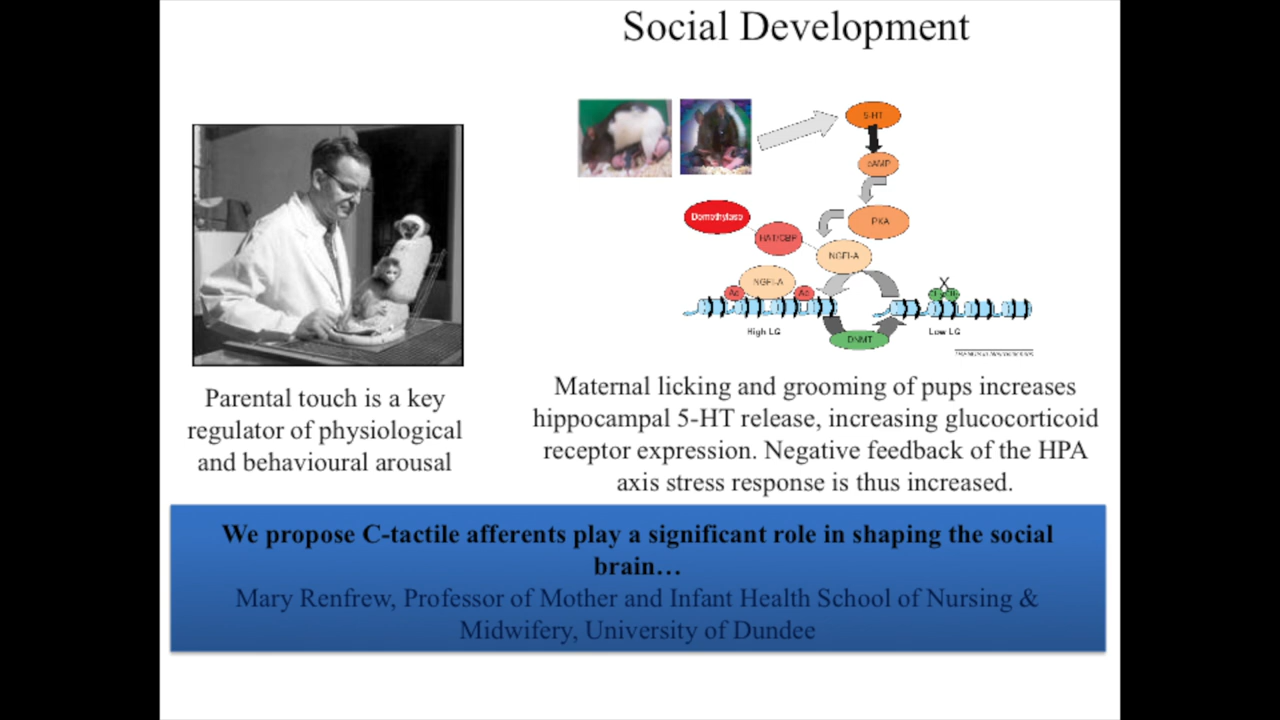 Social Development
5-HT
cAMP
PKA
Demethylase
HAT/CBP
NGFI-A
NGFI-A
Ac
Ac
High LG
Low LG
DNMT
Parental touch is a key
regulator of physiological
and behavioural arousal
Maternal licking and grooming of pups increases
hippocampal 5-HT release, increasing glucocorticoid
receptor expression. Negative feedback of the HPA
axis stress response is thus increased.
We propose C-tactile afferents play a significant role in shaping the social
brain…
Mary Renfrew, Professor of Mother and Infant Health School of Nursing &
Midwifery, University of Dundee